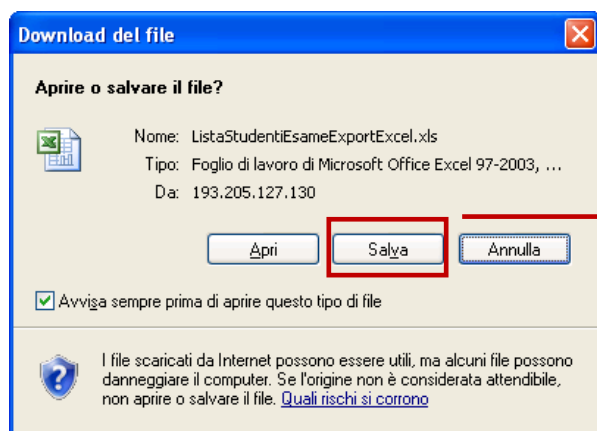 Download del file
Aprire o salvare il file?
Nome: ListaStudentiEsameExportExcel.xls
Tipo: Foglio di lavoro di Microsoft Office Excel 97-2003, ...
Da: 193.205.127.130
Apri Salva Annulla
Avvisa sempre prima di aprire questo tipo di file
I file scaricati da Internet possono essere utili, ma alcuni file possono
danneggiare il computer. Se l'origine non è considerata attendibile,
non aprire o salvare il file. Quali rischi si corrono